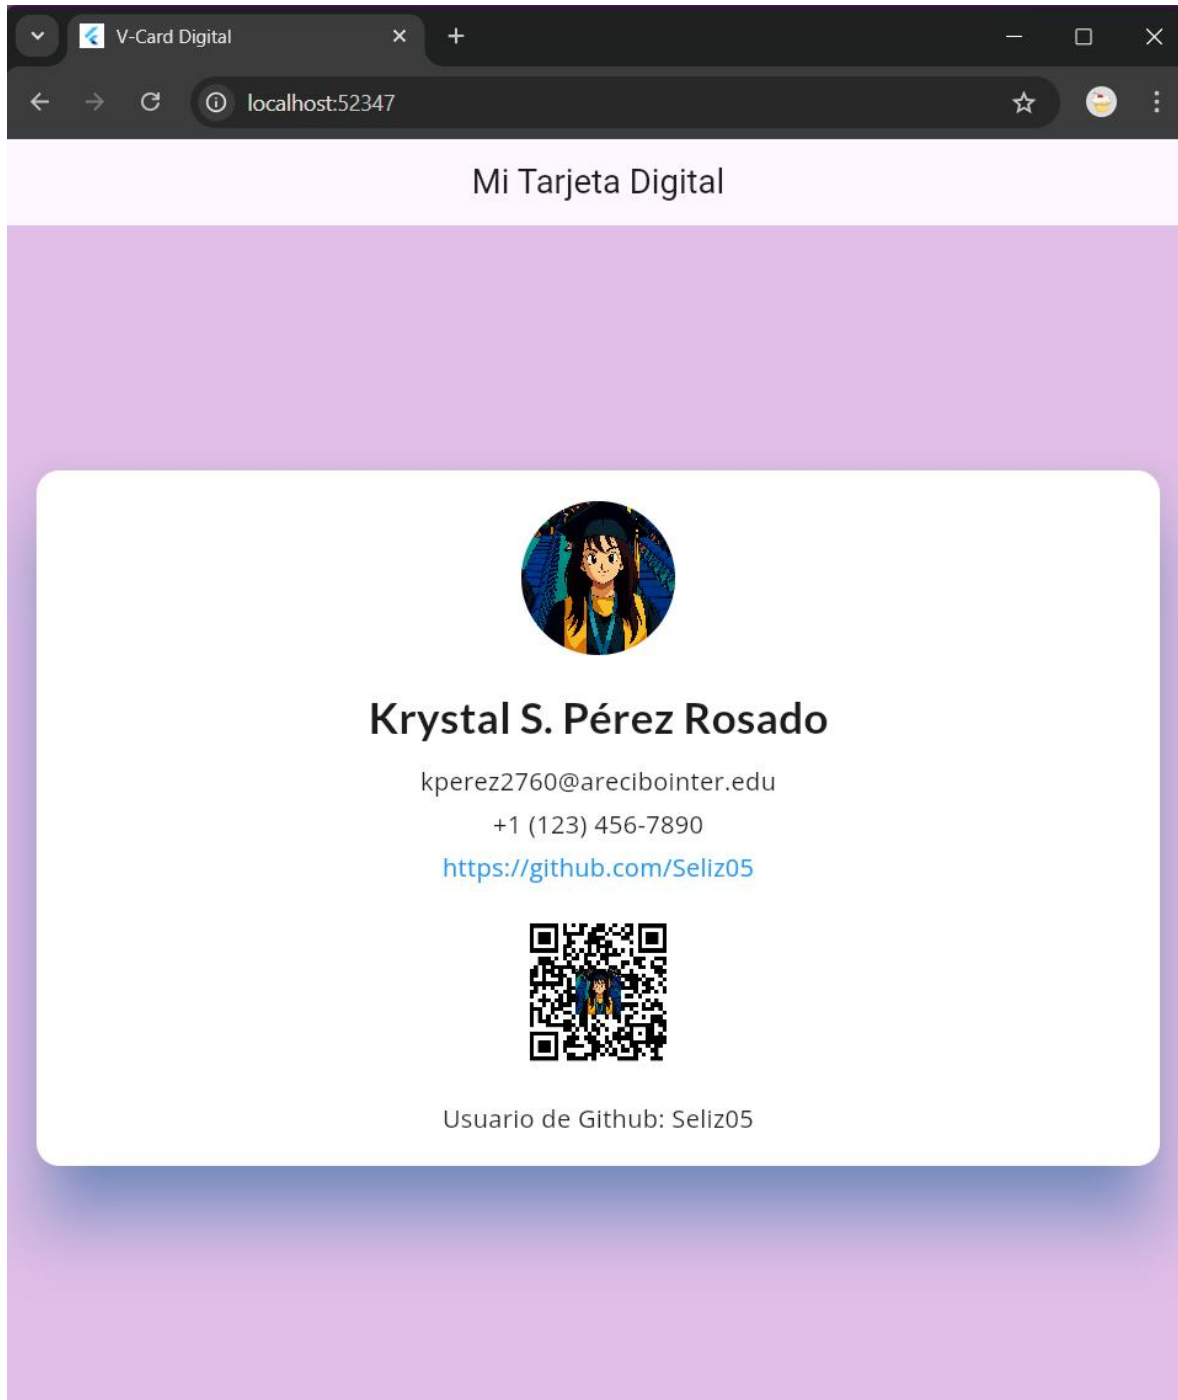 V-Card Digital
localhost:52347
Mi Tarjeta Digital
Krystal S. Pérez Rosado
kperez2760@arecibointer.edu
+1 (123) 456-7890
https://github.com/Seliz05
Usuario de Github: Seliz05